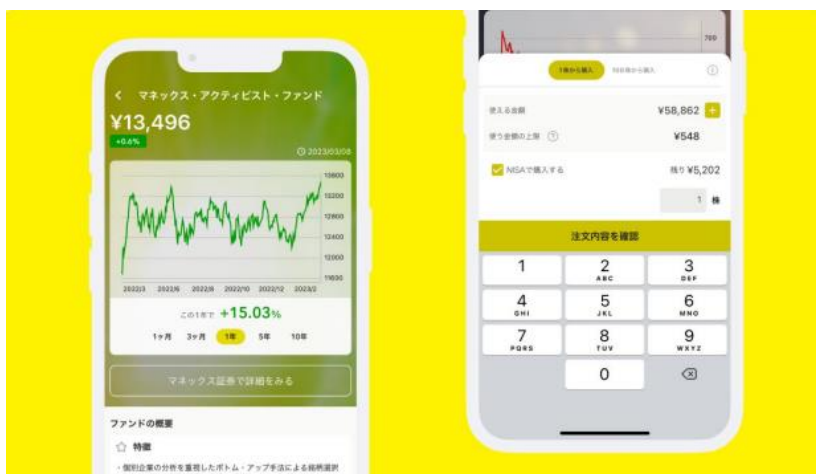 マネックス・アクティビスト・ファンド
¥13,496
+0.6%
2023/03/08
13600
13200
12800
12400
12000
11600
2022/3 2022/6 2022/8 2022/10 2022/12 2023/2
この1年で +15.03%
1ヶ月 3ヶ月 1年 5年 10年
マネックス証券で詳細をみる
ファンドの概要
特徴
・個別企業の分析を重視したボトム・アップ手法による銘柄選択
700
1株から購入 100株から購入
使える金額 ¥58,862 +
使う金額の上限 ? ¥548
NISAで購入する 残り ¥5,202
1 株
注文内容を確認
1 2 3
ABC DEF
4 5 6
GHI JKL MNO
7 8 9
PQRS TUV WXYZ
0